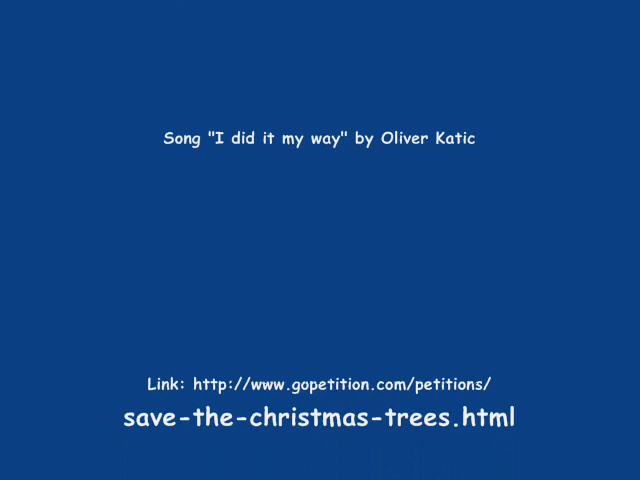 Song "I did it my way" by Oliver Katic
Link: http://www.gopetition.com/petitions/
save-the-christmas-trees.html